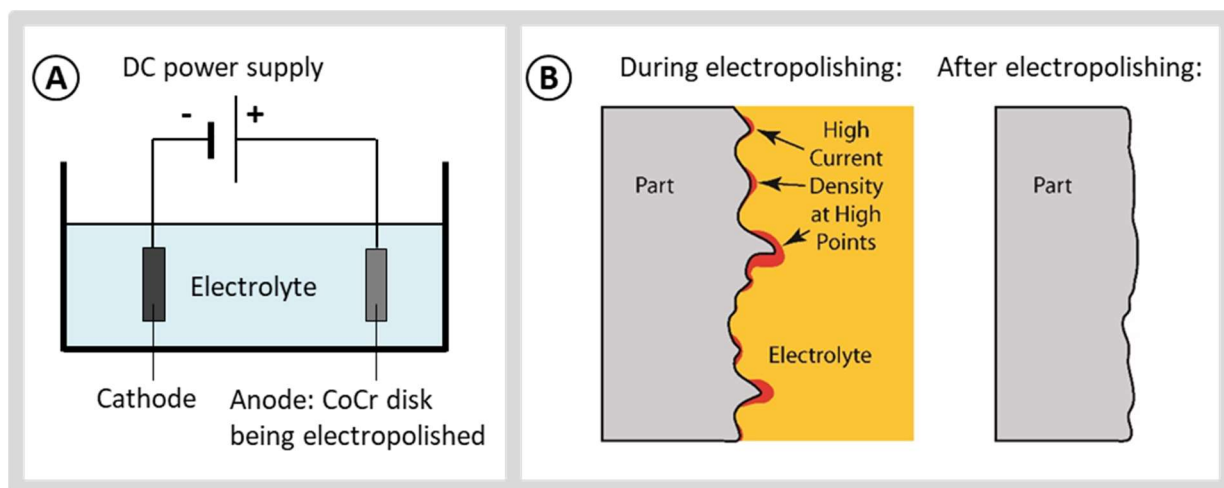 A
DC power supply
- +
Electrolyte
Cathode
Anode: CoCr disk
being electropolished
B
During electropolishing:
After electropolishing:
Part
High
Current
Density
at High
Points
Electrolyte
Part